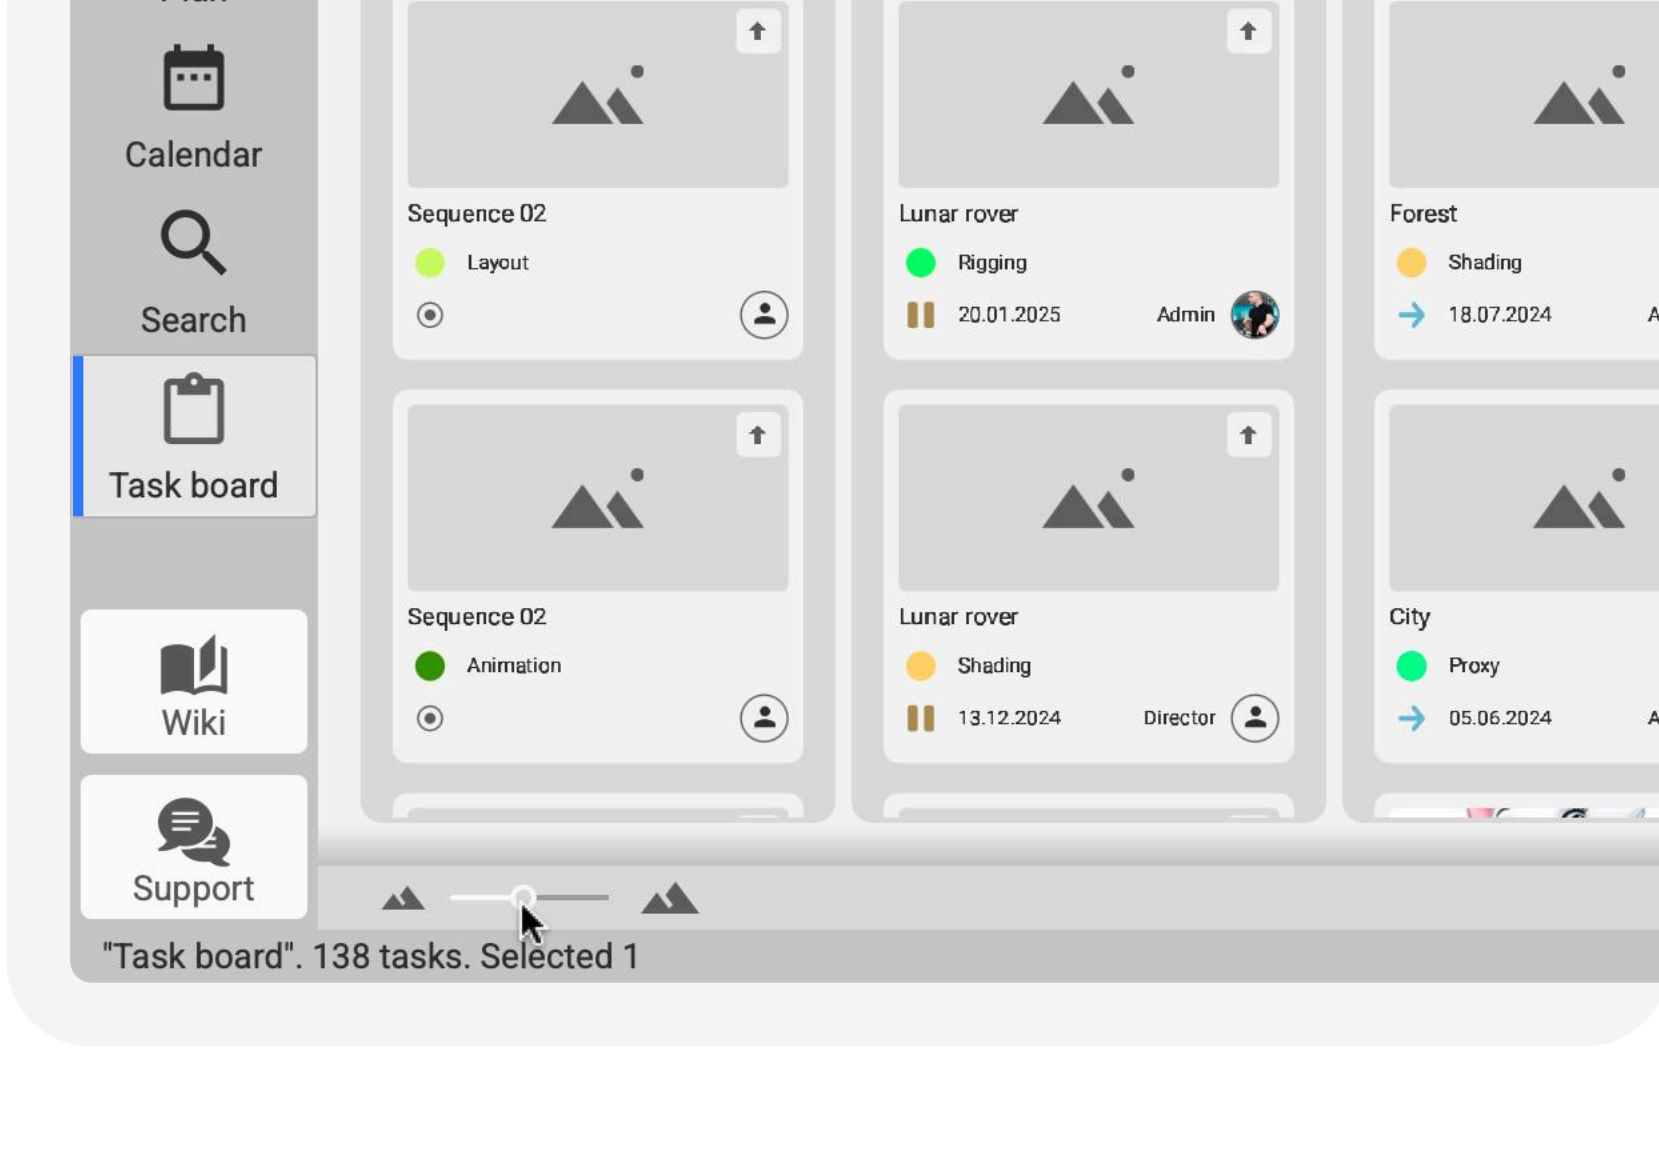 Calendar
Search
Task board
Wiki
Support
Sequence 02
Layout
Lunar rover
Rigging
20.01.2025 Admin
Forest
Shading
18.07.2024 A
Sequence 02
Animation
Lunar rover
Shading
13.12.2024 Director
City
Proxy
05.06.2024 A
"Task board". 138 tasks. Selected 1